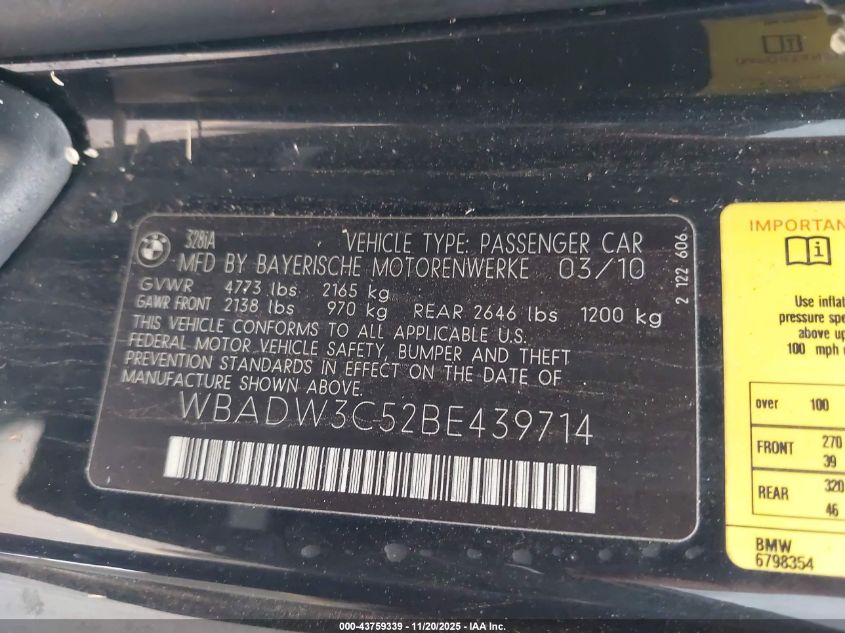 BMW
328iA VEHICLE TYPE: PASSENGER CAR
MFD BY BAYERISCHE MOTORENWERKE 03/10
GVWR 4773 lbs 2165 kg
GAWR FRONT 2138 lbs 970 kg REAR 2646 lbs 1200 kg
THIS VEHICLE CONFORMS TO ALL APPLICABLE U.S.
FEDERAL MOTOR VEHICLE SAFETY, BUMPER AND THEFT
PREVENTION STANDARDS IN EFFECT ON THE DATE OF
MANUFACTURE SHOWN ABOVE.
WBADW3C52BE439714
2 122 606
IMPORTAN
i
Use inflat
pressure spe
above up
100 mph
over 100
FRONT 270
39
REAR 320
46
BMW
6798354
000-43759339 - 11/20/2025 - IAA Inc.